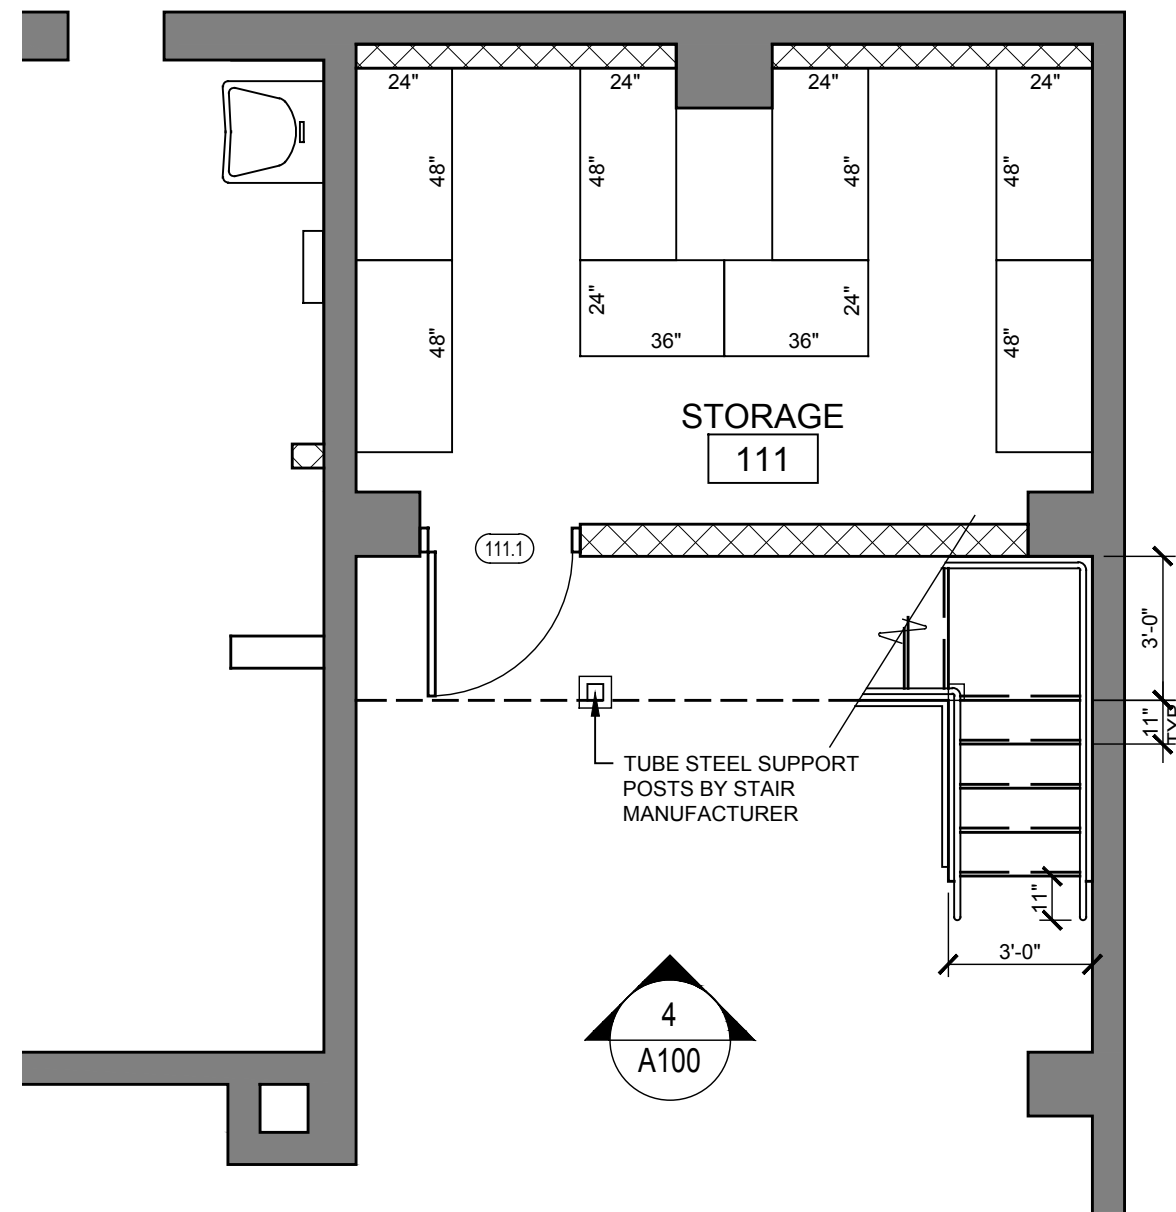 24" 24" 24" 24"
48" 48" 48" 48"
24" 24"
48" 36" 36" 48"
STORAGE
111
111.1
3'-0"
11"
TYP
TUBE STEEL SUPPORT
POSTS BY STAIR
MANUFACTURER
11"
3'-0"
4
A100